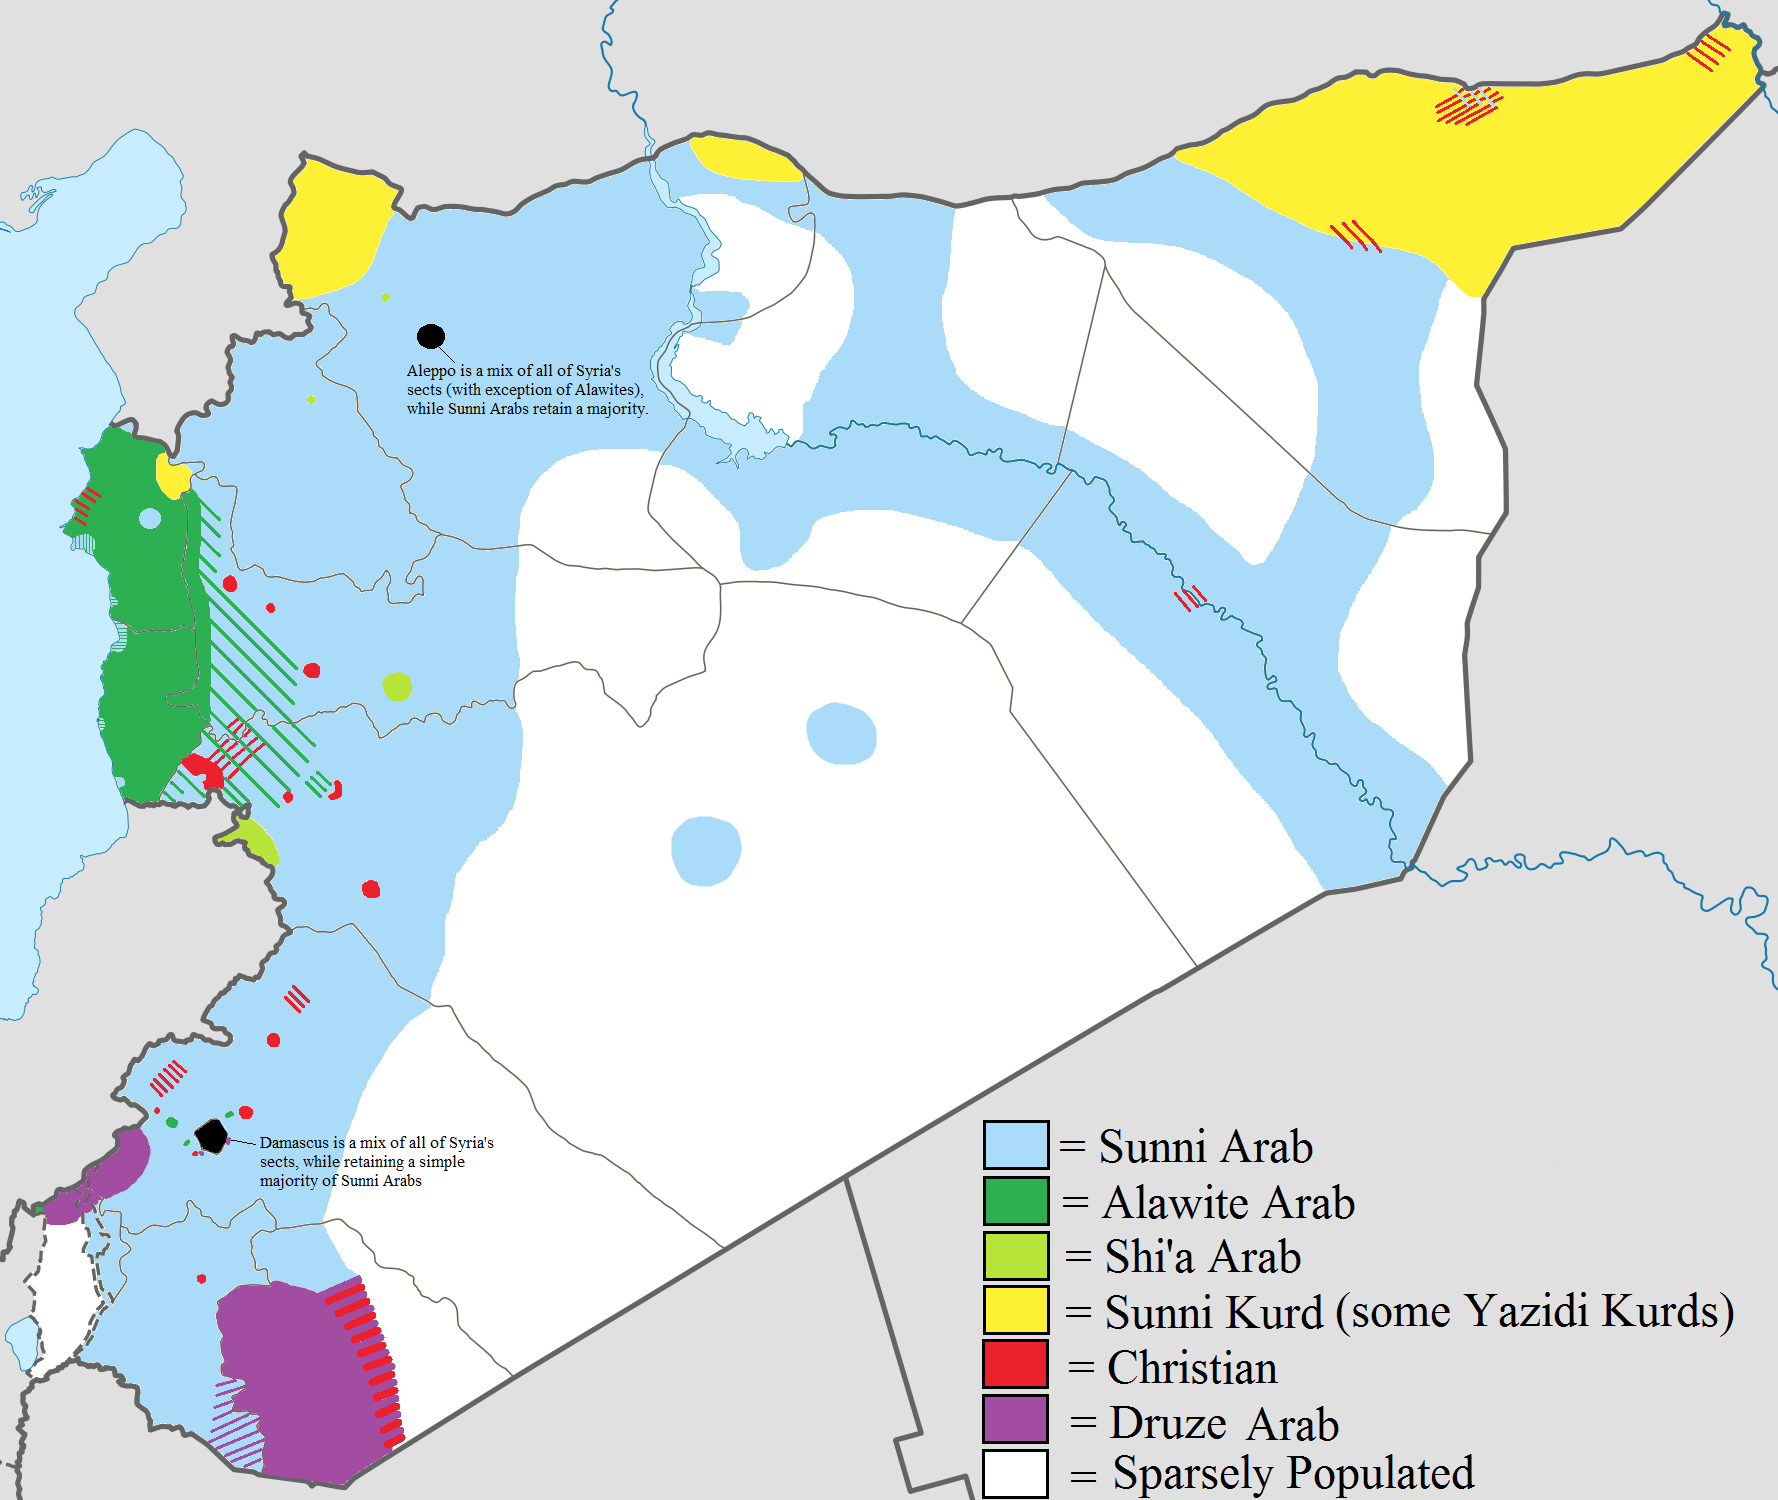 Aleppo is a mix of all of Syria's
sects (with exception of Alawites),
while Sunni Arabs retain a majority.
Damascus is a mix of all of Syria's
sects, while retaining a simple
majority of Sunni Arabs
= Sunni Arab
= Alawite Arab
= Shi'a Arab
= Sunni Kurd (some Yazidi Kurds)
= Christian
= Druze Arab
= Sparsely Populated